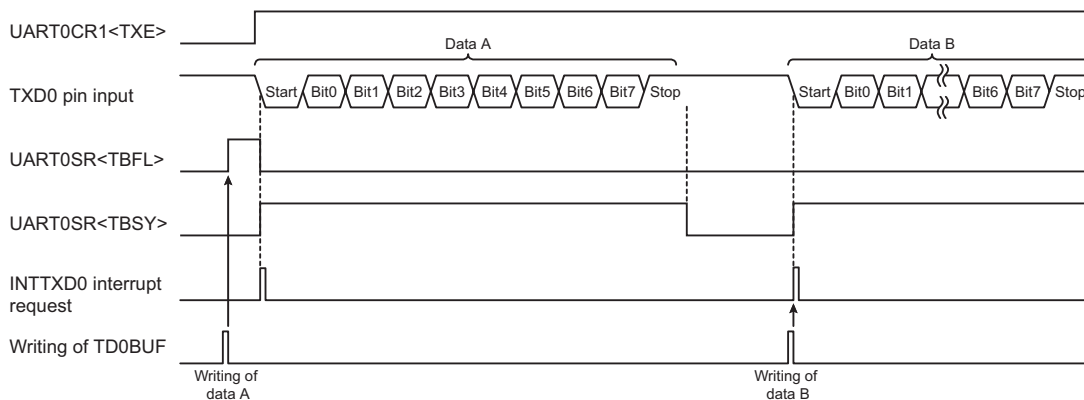 UART0CR1<TXE>
Data A
Data B
TXD0 pin input
Start Bit0 Bit1 Bit2 Bit3 Bit4 Bit5 Bit6 Bit7 Stop
Start Bit0 Bit1 Bit6 Bit7 Stop
UART0SR<TBFL>
UART0SR<TBSY>
INTTXD0 interrupt
request
Writing of TD0BUF
Writing of
data A
Writing of
data B